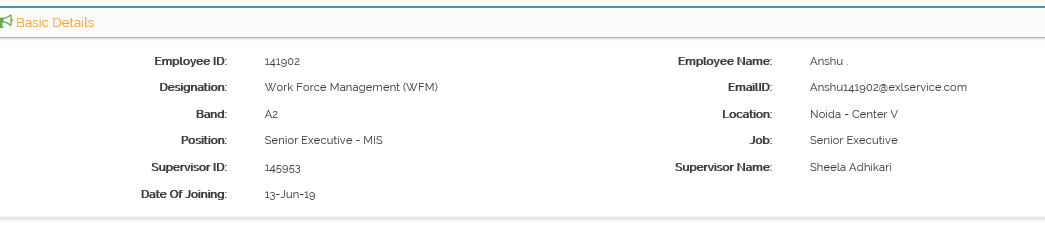 Basic Details
Employee ID: 141902 Employee Name: Anshu .
Designation: Work Force Management (WFM) EmailID: Anshu141902@exlservice.com
Band: A2 Location: Noida - Center V
Position: Senior Executive - MIS Job: Senior Executive
Supervisor ID: 145953 Supervisor Name: Sheela Adhikari
Date Of Joining: 13-Jun-19